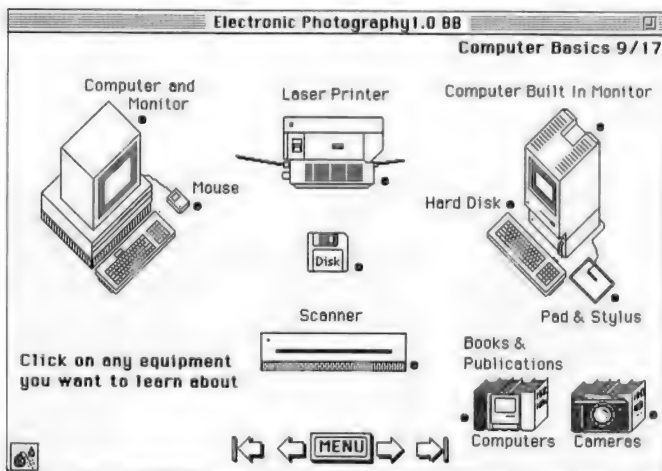 Electronic Photography1.0 BB
Computer Basics 9/17
Computer and
Monitor
Laser Printer
Computer Built In Monitor
Mouse
Hard Disk
Disk
Pad & Stylus
Scanner
Books &
Publications
Click on any equipment
you want to learn about
Computers
Cameras
MENU